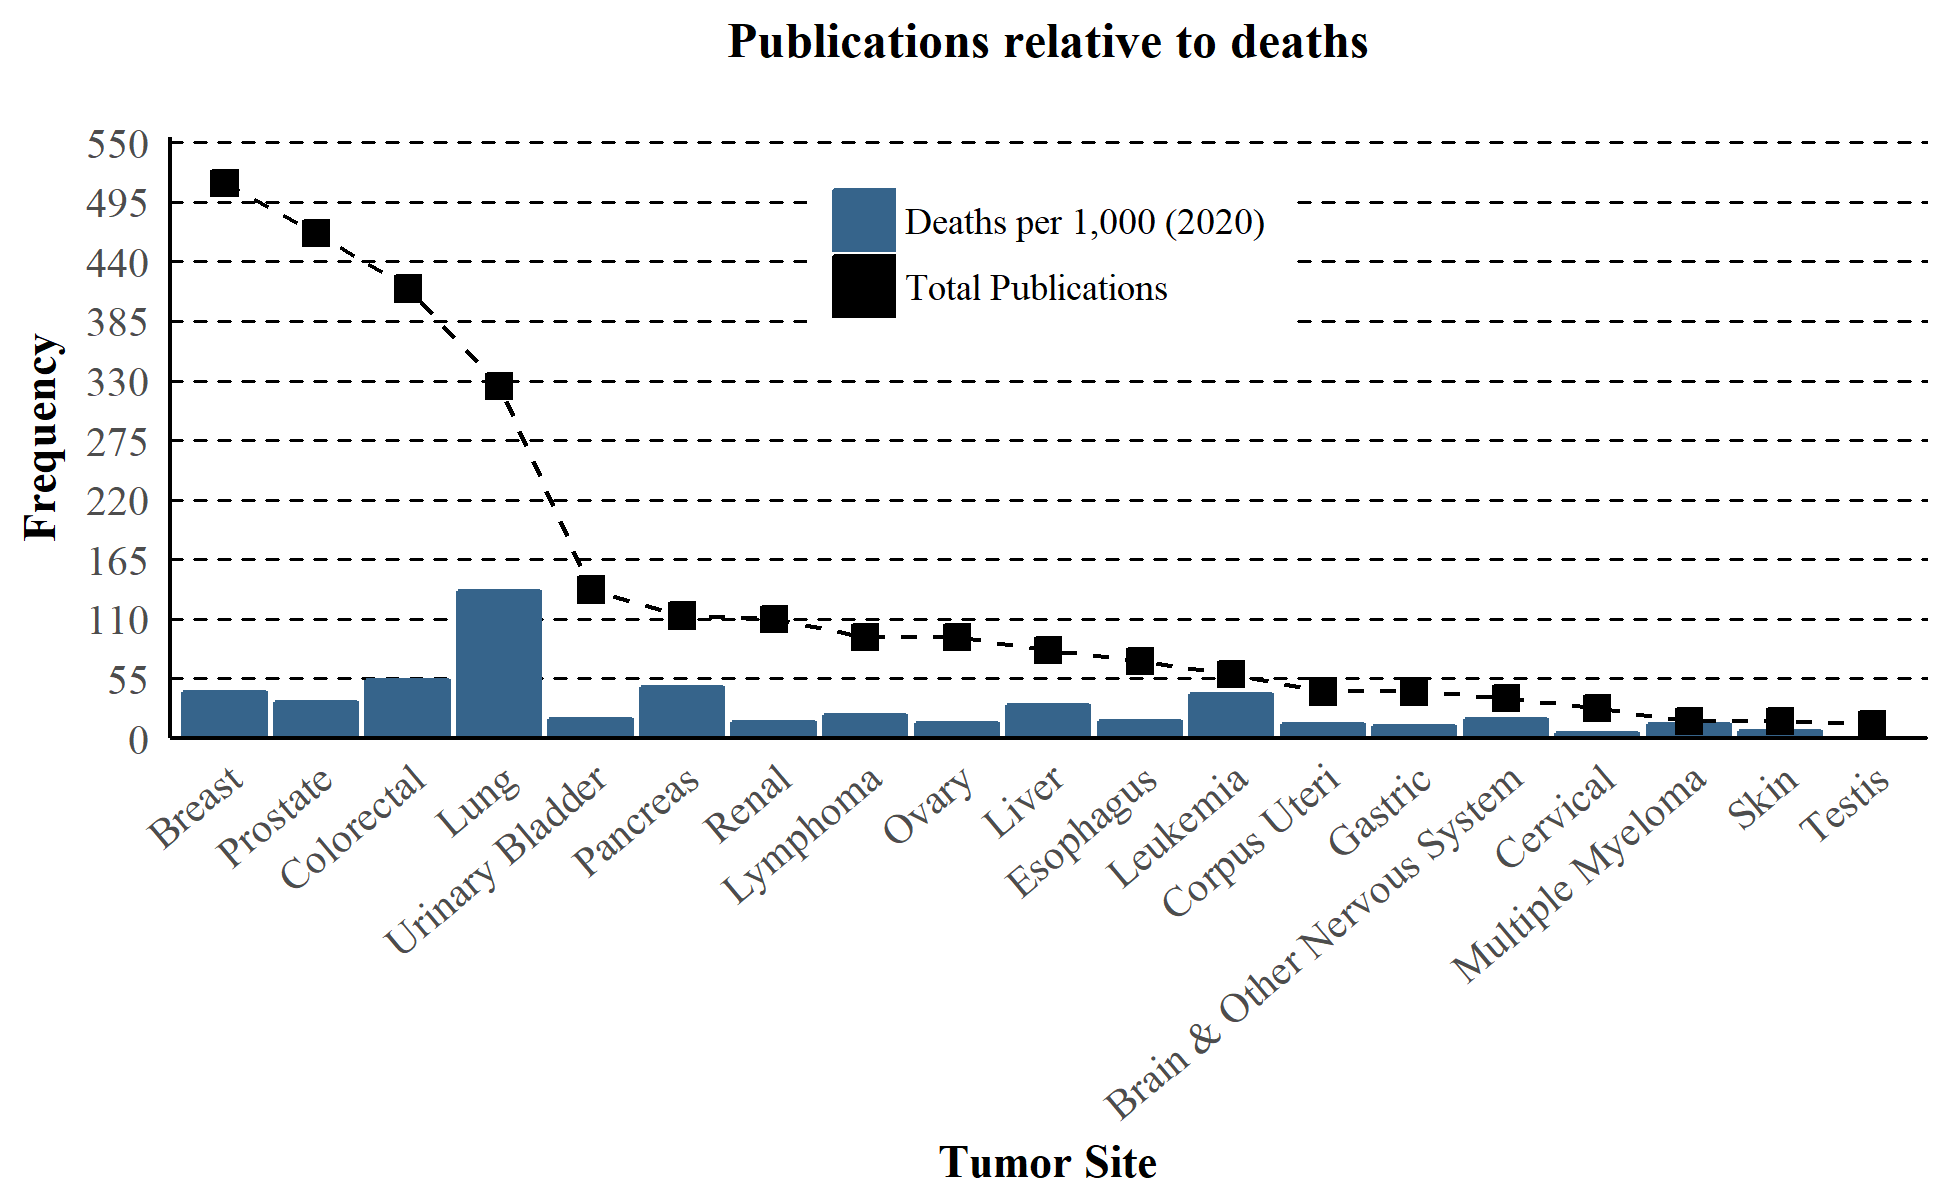 Publications relative to deaths
550
495
440
385
330
275
220
165
110
55
0
Frequency
Deaths per 1,000 (2020)
Total Publications
Breast
Prostate
Colorectal
Lung
Urinary Bladder
Pancreas
Renal
Lymphoma
Ovary
Liver
Esophagus
Leukemia
Corpus Uteri
Gastric
Brain & Other Nervous System
Cervical
Multiple Myeloma
Skin
Testis
Tumor Site